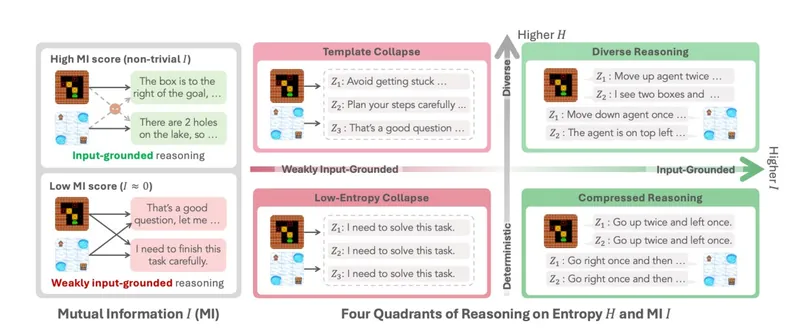 High MI score (non-trivial I)
The box is to the
right of the goal, …
There are 2 holes
on the lake, so …
Input-grounded reasoning
Low MI score (I ≈ 0)
That's a good
question, let me …
I need to finish this
task carefully.
Weakly input-grounded reasoning
Mutual Information I (MI)
Template Collapse
Z₁: Avoid getting stuck …
Z₂: Plan your steps carefully …
Z₃ : That's a good question …
Weakly Input-Grounded
Low-Entropy Collapse
Z₁: I need to solve this task.
Z₂: I need to solve this task.
Z₃: I need to solve this task.
Higher H
Diverse
Deterministic
Diverse Reasoning
Z₁ : Move up agent twice …
Z₂ : I see two boxes and …
Z₁ : Move down agent once …
Z₂ : The agent is on top left …
Input-Grounded
Higher I
Compressed Reasoning
Z₁ : Go up twice and left once.
Z₂ : Go up twice and left once.
Z₁ : Go right once and then …
Z₂ : Go right once and then …
Four Quadrants of Reasoning on Entropy H and MI I